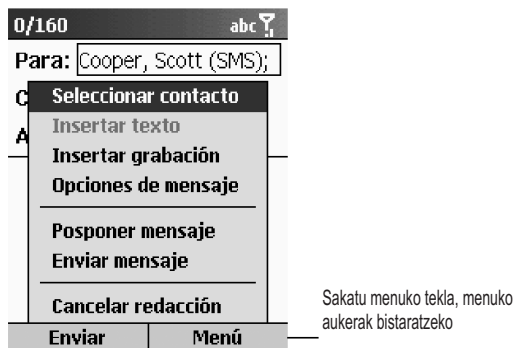 0/160 abc
Para: Cooper, Scott (SMS);
C Seleccionar contacto
Insertar texto
A
Insertar grabación
Opciones de mensaje
Posponer mensaje
Enviar mensaje
Cancelar redacción
Enviar Menú
Sakatu menuko tekla, menuko
aukerak bistaratzeko